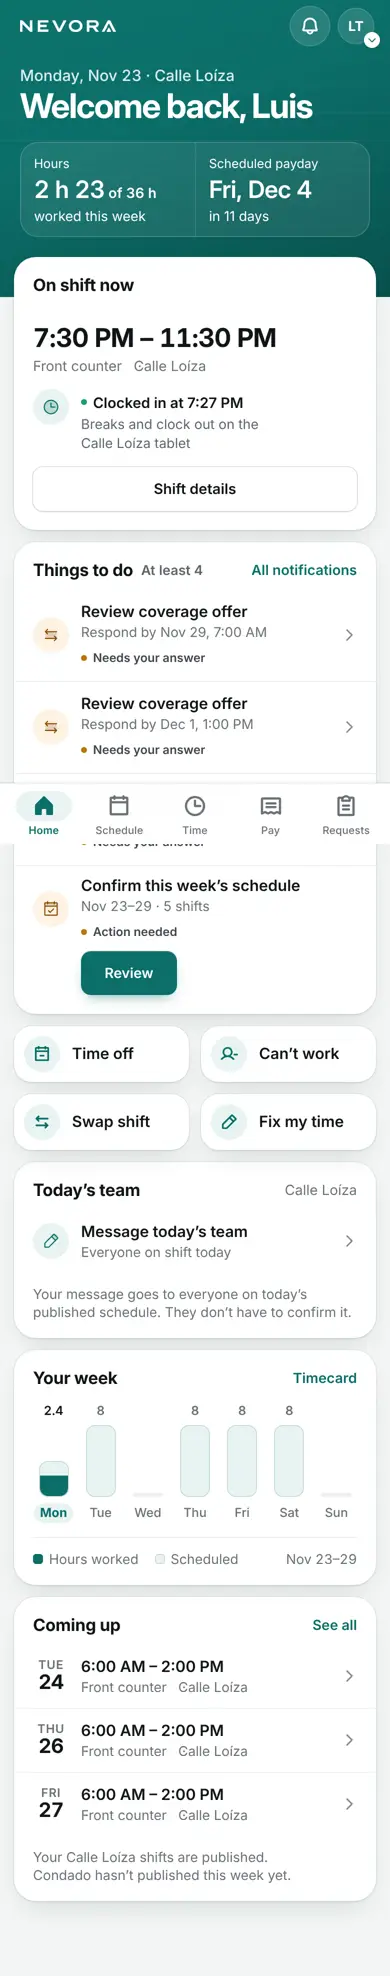 NEVORA
LT
Monday, Nov 23 · Calle Loíza
Welcome back, Luis
Hours
2 h 23 of 36 h
worked this week
Scheduled payday
Fri, Dec 4
in 11 days
On shift now
7:30 PM – 11:30 PM
Front counter Calle Loíza
Clocked in at 7:27 PM
Breaks and clock out on the
Calle Loíza tablet
Shift details
Things to do At least 4
All notifications
Review coverage offer
Respond by Nov 29, 7:00 AM
Needs your answer
Review coverage offer
Respond by Dec 1, 1:00 PM
Needs your answer
Home
Schedule
Time
Pay
Requests
Needs your answer
Confirm this week’s schedule
Nov 23–29 · 5 shifts
Action needed
Review
Time off
Can’t work
Swap shift
Fix my time
Today’s team
Calle Loíza
Message today’s team
Everyone on shift today
Your message goes to everyone on today’s
published schedule. They don’t have to confirm it.
Your week
Timecard
2.4 8 8 8 8
Mon Tue Wed Thu Fri Sat Sun
Hours worked Scheduled Nov 23–29
Coming up
See all
TUE
24
6:00 AM – 2:00 PM
Front counter Calle Loíza
THU
26
6:00 AM – 2:00 PM
Front counter Calle Loíza
FRI
27
6:00 AM – 2:00 PM
Front counter Calle Loíza
Your Calle Loíza shifts are published.
Condado hasn’t published this week yet.